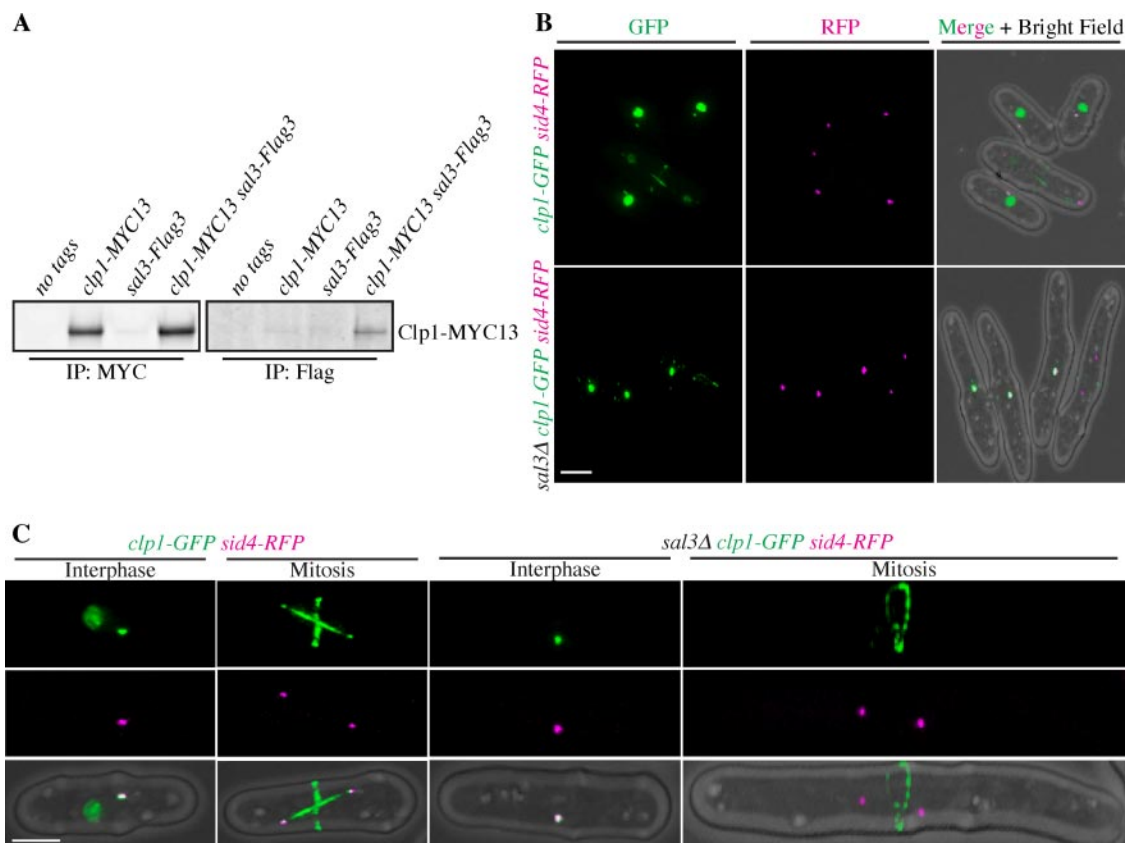 A
no tags
clp1-MYC13
sal3-Flag3
clp1-MYC13 sal3-Flag3
no tags
clp1-MYC13
sal3-Flag3
clp1-MYC13 sal3-Flag3
Clp1-MYC13
IP: MYC
IP: Flag
B
GFP
RFP
Merge + Bright Field
clp1-GFP sid4-RFP
sal3Δ clp1-GFP sid4-RFP
C
clp1-GFP sid4-RFP
sal3Δ clp1-GFP sid4-RFP
Interphase
Mitosis
Interphase
Mitosis